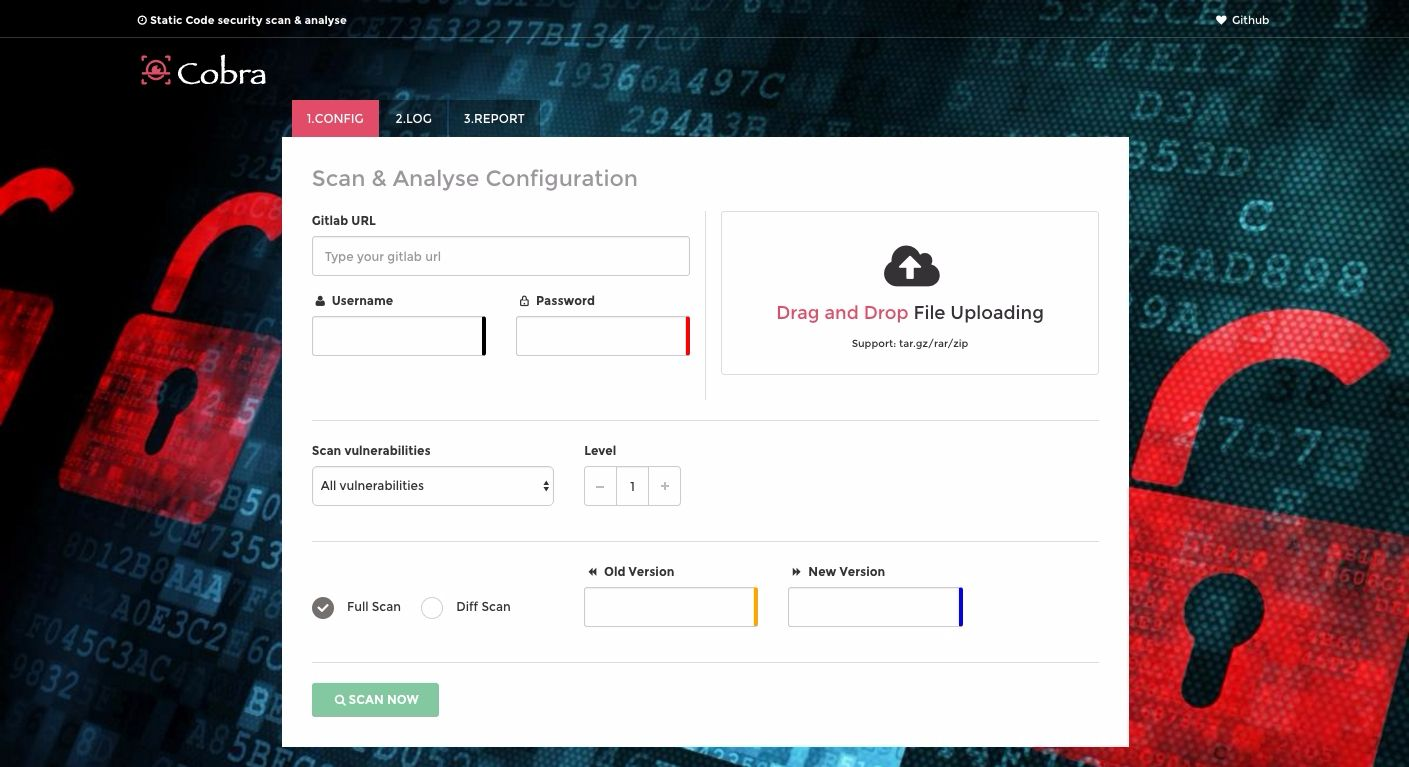 Static Code security scan & analyse
Github
Cobra
1.CONFIG
2.LOG
3.REPORT
Scan & Analyse Configuration
Gitlab URL
Type your gitlab url
Username
Password
Drag and Drop File Uploading
Support: tar.gz/rar/zip
Scan vulnerabilities
Level
All vulnerabilities
1
Full Scan
Diff Scan
Old Version
New Version
SCAN NOW